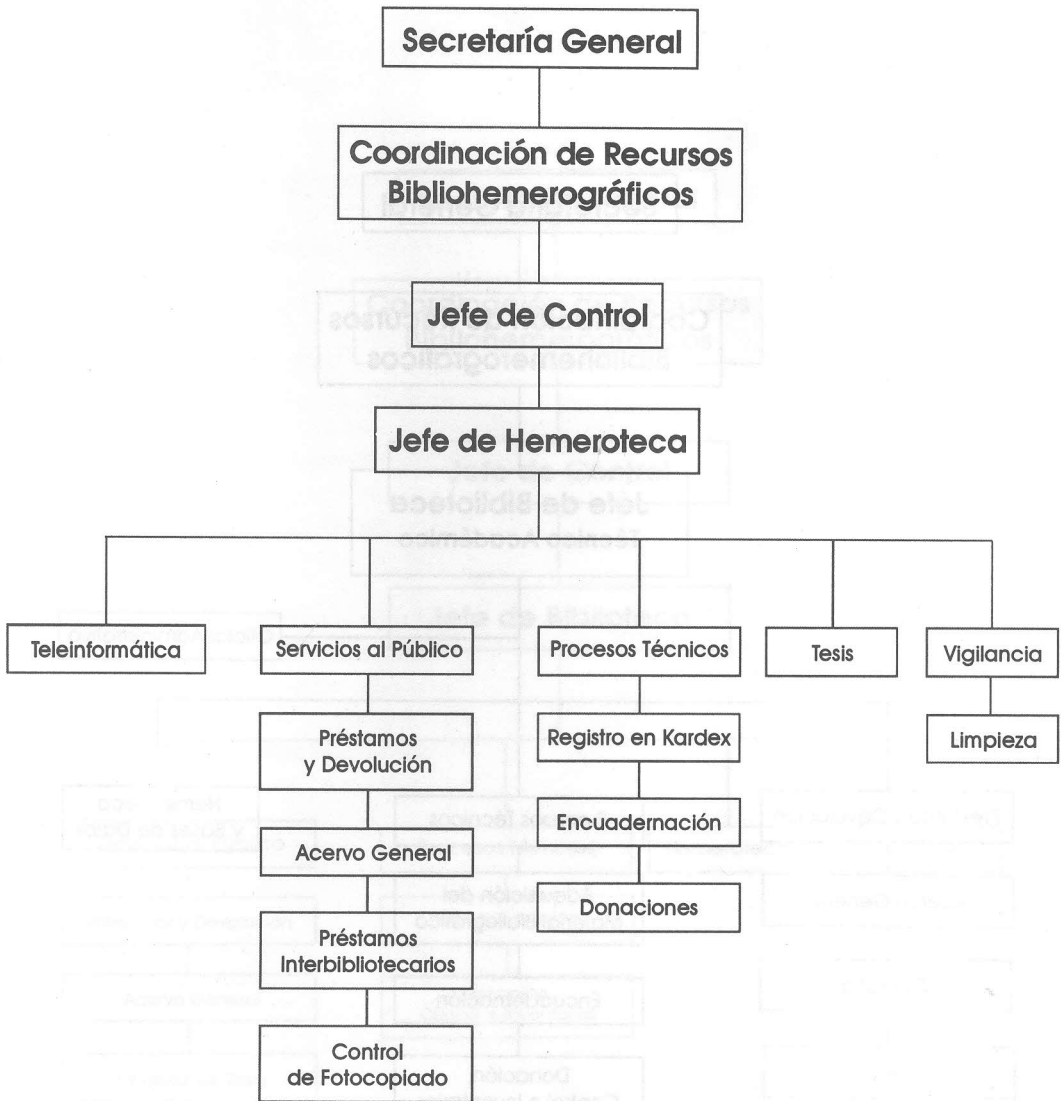 Secretaría General
Coordinación de Recursos
Bibliohemerográficos
Jefe de Control
Jefe de Hemeroteca
Teleinformática
Servicios al Público
Procesos Técnicos
Tesis
Vigilancia
Préstamos
y Devolución
Registro en Kardex
Limpieza
Acervo General
Encuadernación
Préstamos
Interbibliotecarios
Donaciones
Control
de Fotocopiado